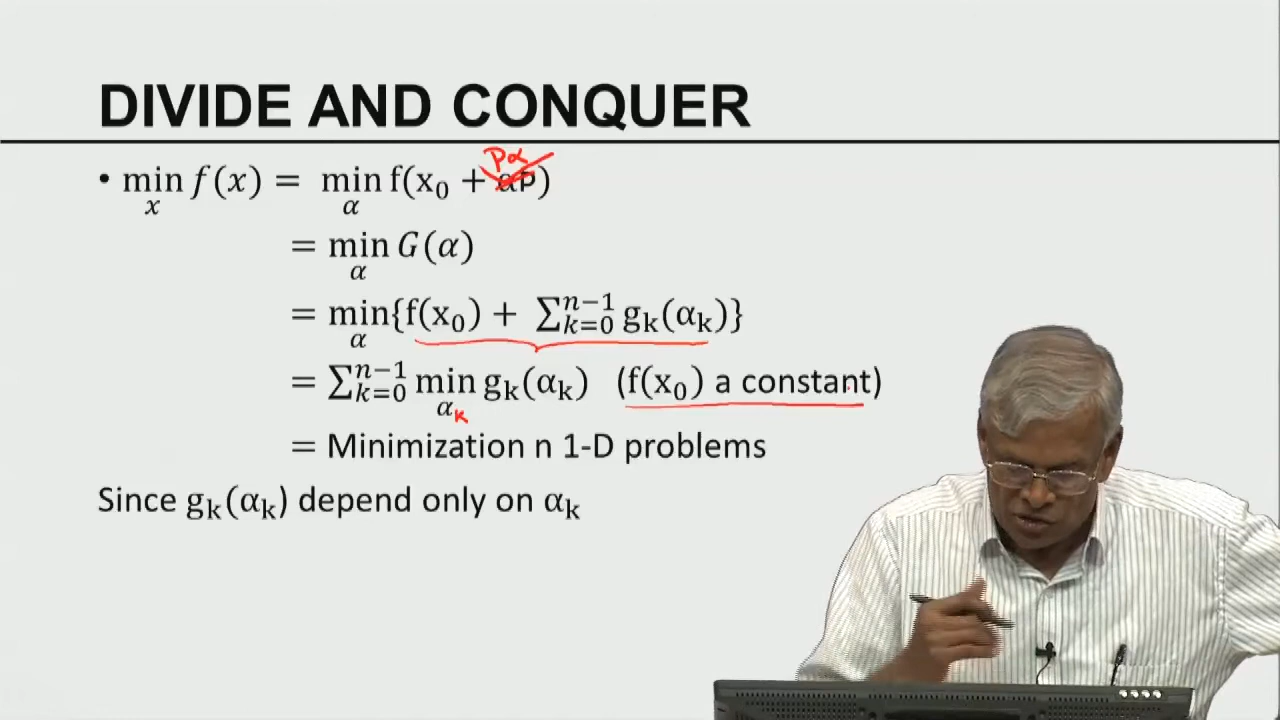 DIVIDE AND CONQUER
• min f(x) = min f(x₀ + αP)
x α
Pα
= min G(α)
α
= min{f(x₀) + ∑ₖ₌₀ⁿ⁻¹ gₖ(αₖ)}
α
= ∑ₖ₌₀ⁿ⁻¹ min gₖ(αₖ) (f(x₀) a constant)
αₖ
= Minimization n 1-D problems
Since gₖ(αₖ) depend only on αₖ